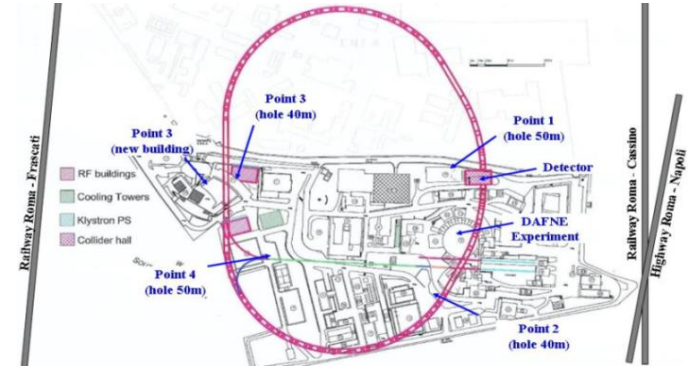 Point 3
(hole 40m)
Point 3
(new building)
Point 1
(hole 50m)
Detector
RF buildings
Cooling Towers
Klystron PS
Collider hall
DAFNE
Experiment
Point 4
(hole 50m)
Point 2
(hole 40m)
Railway Roma - Frascati
Railway Roma - Cassino
Highway Roma - Napoli